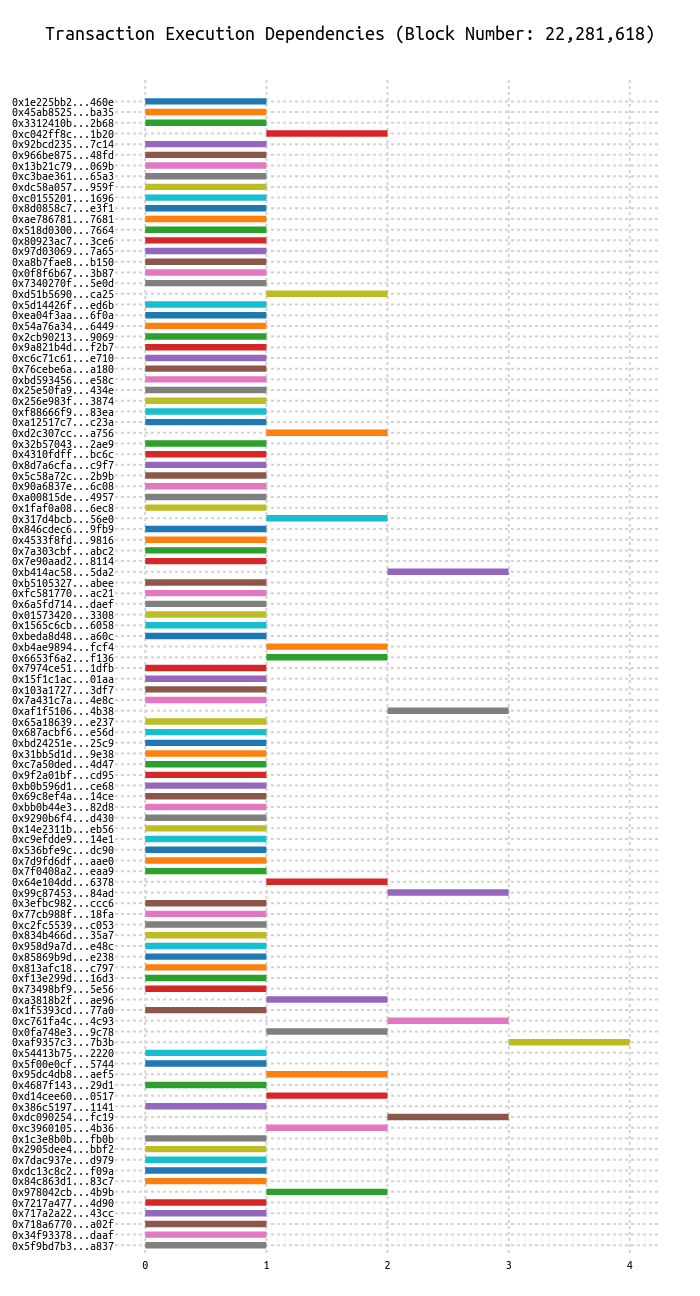 Transaction Execution Dependencies (Block Number: 22,281,618)
0x1e225bb2...460e
0x45ab8525...ba35
0x3312410b...2b68
0xc042ff8c...1b20
0x92bcd235...7c14
0x966be875...48fd
0x13b21c79...069b
0xc3bae361...65a3
0xdc58a057...959f
0xc0155201...1696
0x8d0858c7...e3f1
0xae786781...7681
0x518d0300...7664
0x80923ac7...3ce6
0x97d03069...7a65
0xa8b7fae8...b150
0x0f8f6b67...3b87
0x7340270f...5e0d
0xd51b5690...ca25
0x5d14426f...ed6b
0xea04f3aa...6f0a
0x54a76a34...6449
0x2cb90213...9069
0x9a821b4d...f2b7
0xc6c71c61...e710
0x76cebe6a...a180
0xbd593456...e58c
0x25e50fa9...434e
0x256e983f...3874
0xf88666f9...83ea
0xa12517c7...c23a
0xd2c307cc...a756
0x32b57043...2ae9
0x4310fdff...bc6c
0x8d7a6cfa...c9f7
0x5c58a72c...2b9b
0x90a6837e...6c08
0xa00815de...4957
0x1faf0a08...6ec8
0x317d4bcb...56e0
0x846cdec6...9fb9
0x4533f8fd...9816
0x7a303cbf...abc2
0x7e90aad2...8114
0xb414ac58...5da2
0xb5105327...abee
0xfc581770...ac21
0x6a5fd714...daef
0x01573420...3308
0x1565c6cb...6058
0xbeda8d48...a60c
0xb4ae9894...fcf4
0x6653f6a2...f136
0x7974ce51...1dfb
0x15f1c1ac...01aa
0x103a1727...3df7
0x7a431c7a...4e8c
0xaf1f5106...4b38
0x65a18639...e237
0x687acbf6...e56d
0xbd24251e...25c9
0x31bb5d1d...9e38
0xc7a50ded...4d47
0x9f2a01bf...cd95
0xb0b596d1...ce68
0x69c8ef4a...14ce
0xbb0b44e3...82d8
0x9290b6f4...d430
0x14e2311b...eb56
0xc9efdde9...14e1
0x536bfe9c...dc90
0x7d9fd6df...aae0
0x7f0408a2...eaa9
0x64e104dd...6378
0x99c87453...84ad
0x3efbc982...ccc6
0x77cb988f...18fa
0xc2fc5539...c053
0x834b466d...35a7
0x958d9a7d...e48c
0x85869b9d...e238
0x813afc18...c797
0xf13e299d...16d3
0x73498bf9...5e56
0xa3818b2f...ae96
0x1f5393cd...77a0
0xc761fa4c...4c93
0x0fa748e3...9c78
0xaf9357c3...7b3b
0x54413b75...2220
0x5f00e0cf...5744
0x95dc4db8...aef5
0x4687f143...29d1
0xd14cee60...0517
0x386c5197...1141
0xdc090254...fc19
0xc3960105...4b36
0x1c3e8b0b...fb0b
0x2905dee4...bbf2
0x7dac937e...d979
0xdc13c8c2...f09a
0x84c863d1...83c7
0x978042cb...4b9b
0x7217a477...4d90
0x717a2a22...43cc
0x718a6770...a02f
0x34f93378...daaf
0x5f9bd7b3...a837
0 1 2 3 4